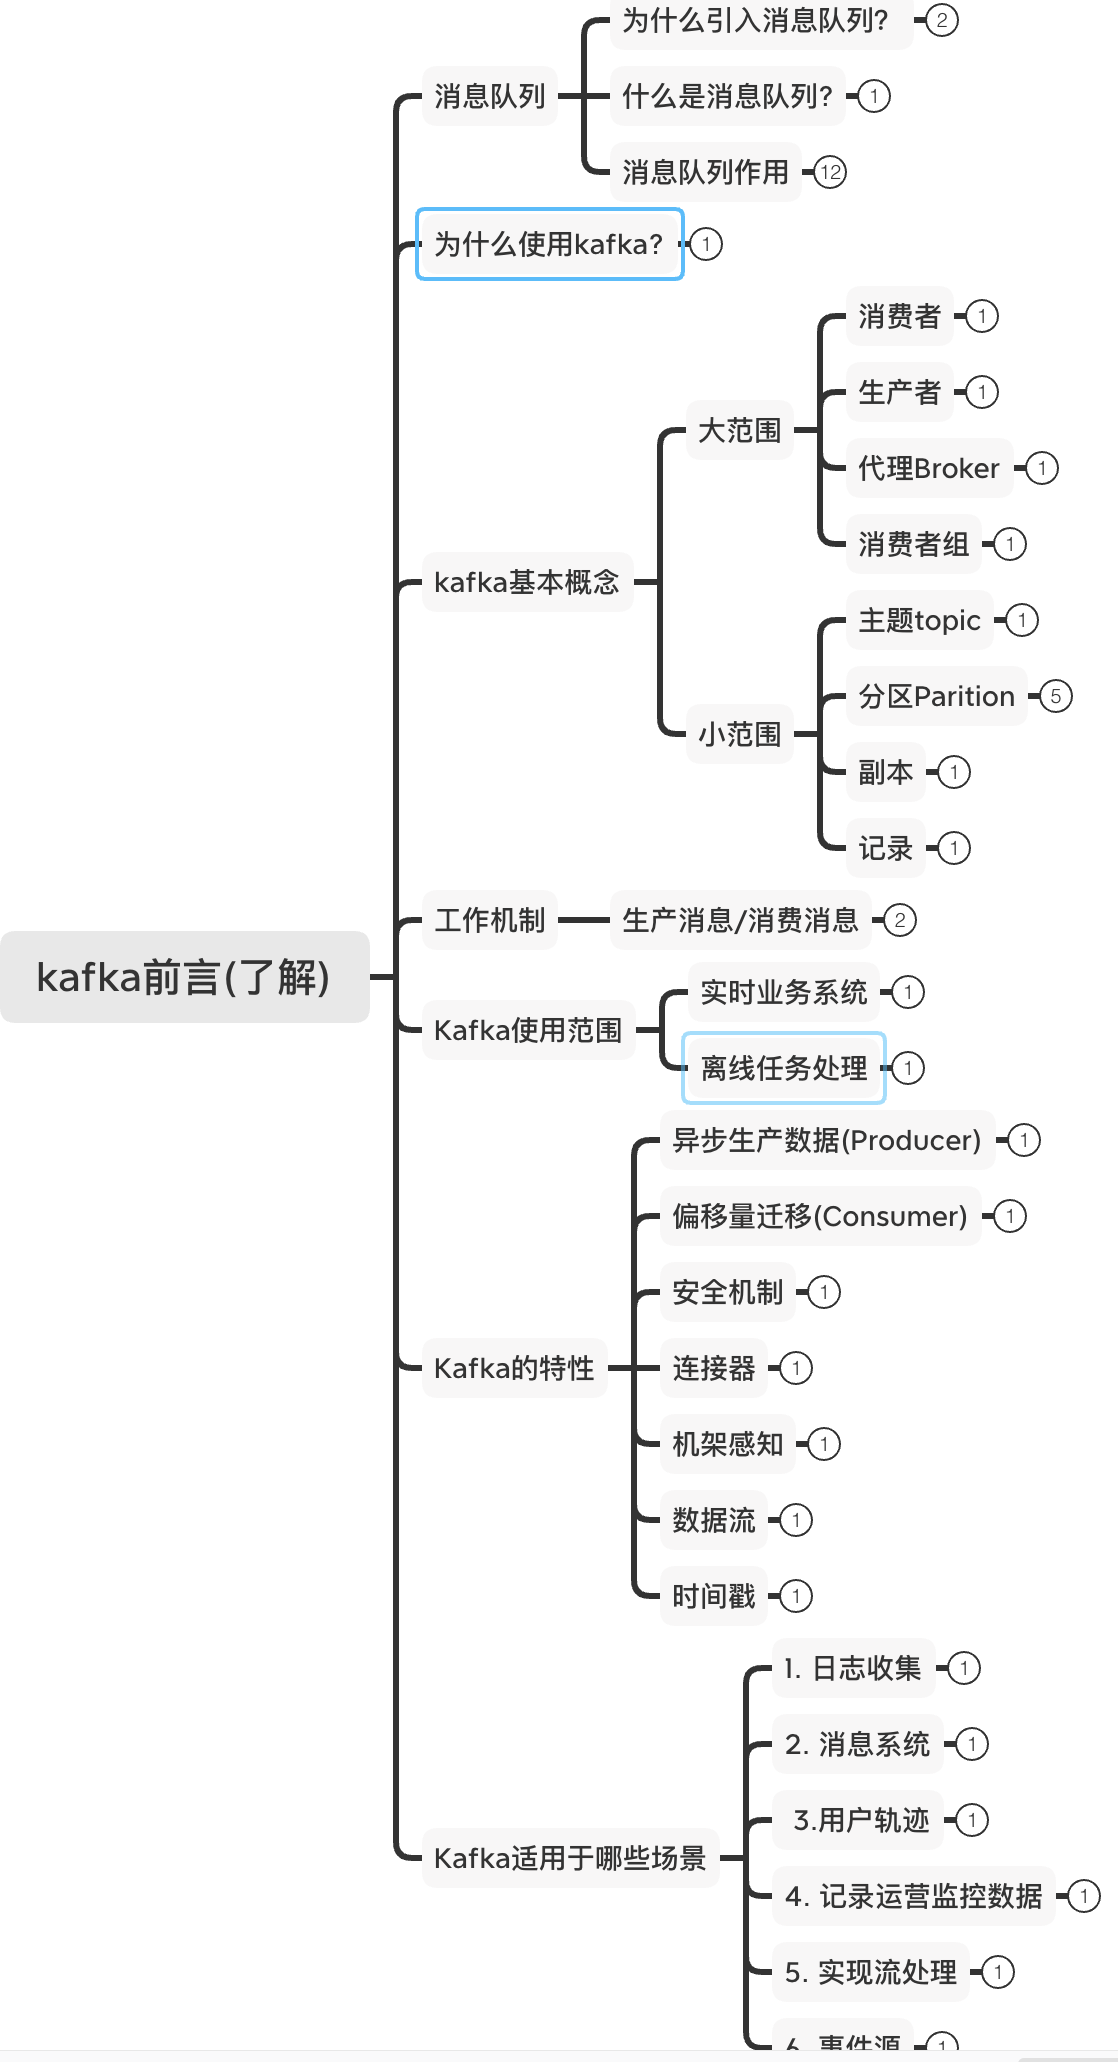 为什么引入消息队列? 2
消息队列
什么是消息队列? 1
消息队列作用 12
为什么使用kafka? 1
kafka基本概念
大范围
消费者 1
生产者 1
代理Broker 1
消费者组 1
小范围
主题topic 1
分区Parition 5
副本 1
记录 1
kafka前言(了解)
工作机制
生产消息/消费消息 2
Kafka使用范围
实时业务系统 1
离线任务处理 1
Kafka的特性
异步生产数据(Producer) 1
偏移量迁移(Consumer) 1
安全机制 1
连接器 1
机架感知 1
数据流 1
时间戳 1
Kafka适用于哪些场景
1. 日志收集 1
2. 消息系统 1
3.用户轨迹 1
4. 记录运营监控数据 1
5. 实现流处理 1
6. 事件源 1